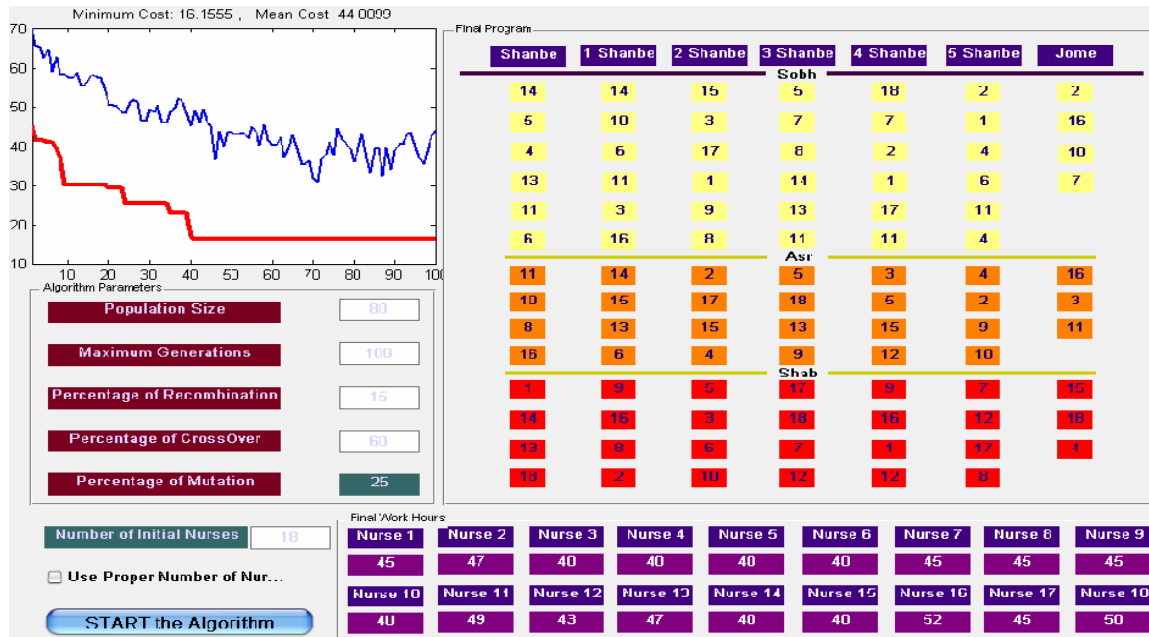 Minimum Cost: 16.1555 , Mean Cost 44.0099
70
60
50
40
30
20
10
10 20 30 40 50 60 70 80 90 100
Algorithm Parameters
Population Size 80
Maximum Generations 100
Percentage of Recombination 15
Percentage of CrossOver 60
Percentage of Mutation 25
Number of Initial Nurses 18
Use Proper Number of Nur...
START the Algorithm
Final Program
Shanbe 1 Shanbe 2 Shanbe 3 Shanbe 4 Shanbe 5 Shanbe Jome
Sobh
14 14 15 5 18 2 2
5 10 3 7 7 1 16
4 6 17 8 2 4 10
13 11 1 14 1 6 7
11 3 9 13 17 11
6 16 8 11 11 4
Asr
11 14 2 5 3 4 16
10 15 17 18 5 2 3
8 13 15 13 15 9 11
16 6 4 9 12 10
Shab
1 9 5 17 9 7 15
14 16 3 18 16 12 18
13 8 6 7 1 17 1
18 2 10 12 12 8
Final Work Hours
Nurse 1 Nurse 2 Nurse 3 Nurse 4 Nurse 5 Nurse 6 Nurse 7 Nurse 8 Nurse 9
45 47 40 40 40 40 45 45 45
Nurse 10 Nurse 11 Nurse 12 Nurse 13 Nurse 14 Nurse 15 Nurse 16 Nurse 17 Nurse
40 49 43 47 40 40 52 45 50